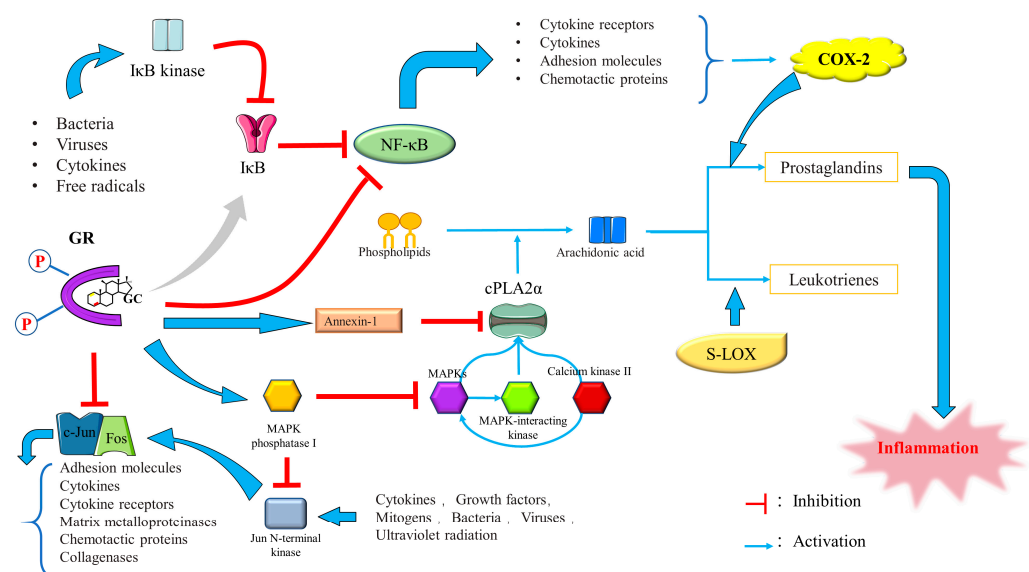 IκB kinase
• Bacteria
• Viruses
• Cytokines
• Free radicals
IκB
NF-κB
• Cytokine receptors
• Cytokines
• Adhesion molecules
• Chemotactic proteins
COX-2
Prostaglandins
Leukotrienes
S-LOX
Phospholipids
Arachidonic acid
cPLA2α
GR
P
P
GC
Annexin-1
MAPKs
Calcium kinase II
MAPK-interacting
kinase
MAPK
phosphatase I
c-Jun
Fos
Adhesion molecules
Cytokines
Cytokine receptors
Matrix metalloproteinases
Chemotactic proteins
Collagenases
Jun N-terminal
kinase
Cytokines、Growth factors、
Mitogens、Bacteria、Viruses、
Ultraviolet radiation
Inflammation
： Inhibition
： Activation